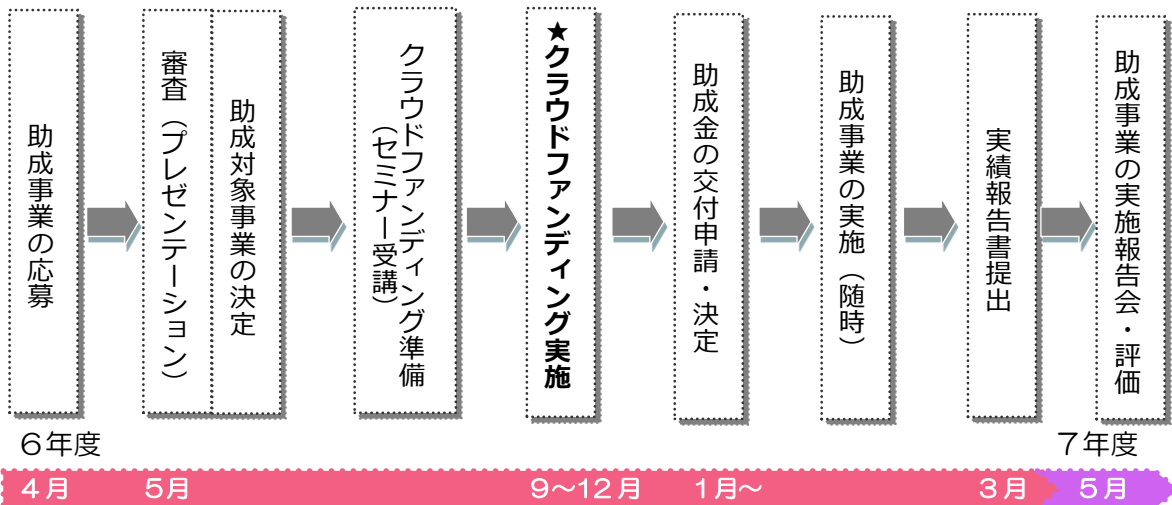 助成事業の応募
審査（プレゼンテーション）
助成対象事業の決定
クラウドファンディング準備
（セミナー受講）
★クラウドファンディング実施
助成金の交付申請・決定
助成事業の実施（随時）
実績報告書提出
助成事業の実施報告会・評価
６年度
７年度
４月
５月
９～１２月
１月～
３月
５月